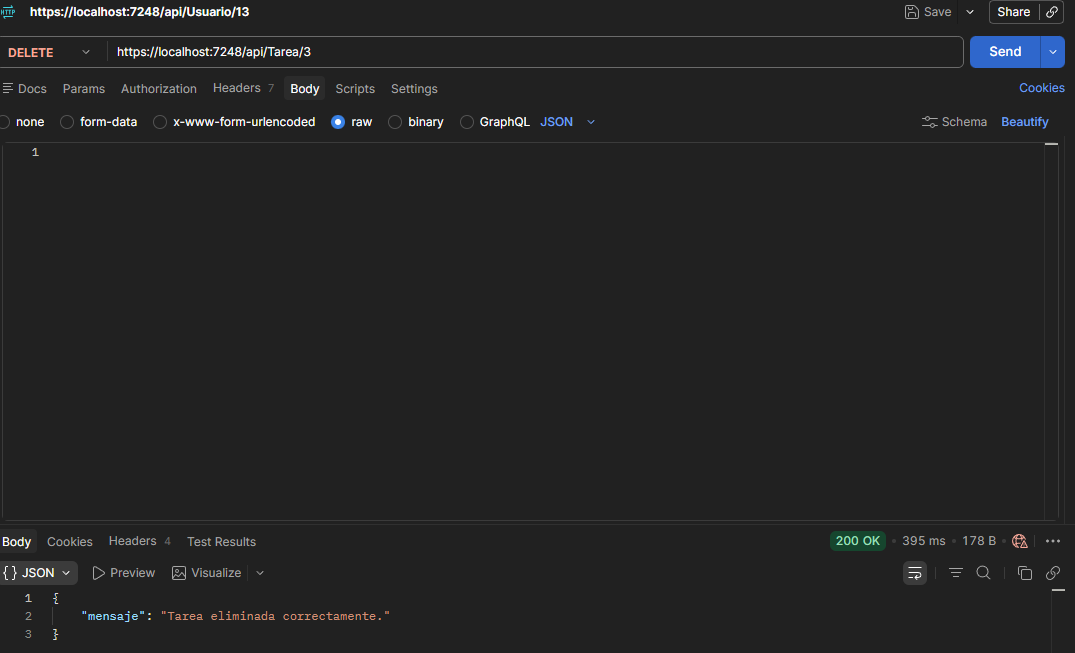 HTTP https://localhost:7248/api/Usuario/13 Save Share
DELETE https://localhost:7248/api/Tarea/3 Send
Docs Params Authorization Headers 7 Body Scripts Settings Cookies
none form-data x-www-form-urlencoded raw binary GraphQL JSON Schema Beautify
1
Body Cookies Headers 4 Test Results 200 OK • 395 ms • 178 B •
{} JSON Preview Visualize
1 {
2 "mensaje": "Tarea eliminada correctamente."
3 }